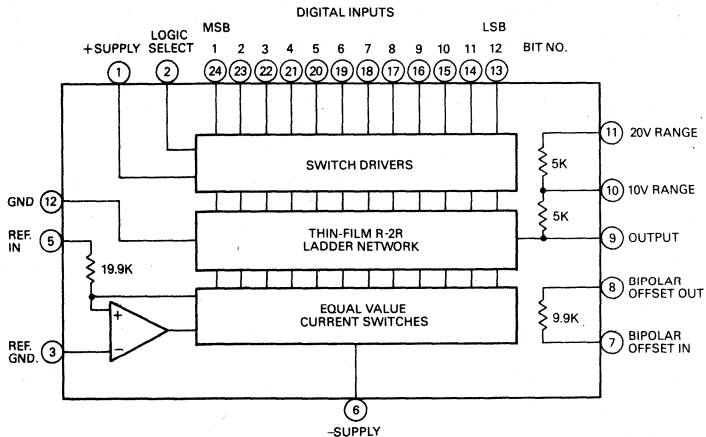 DIGITAL INPUTS
MSB
LSB
LOGIC
SELECT
+SUPPLY
1 2 3 4 5 6 7 8 9 10 11 12 BIT NO.
1 2 24 23 22 21 20 19 18 17 16 15 14 13
SWITCH DRIVERS
11 20V RANGE
5K
10 10V RANGE
5K
9 OUTPUT
GND 12
THIN-FILM R-2R
LADDER NETWORK
REF.
IN 5
19.9K
EQUAL VALUE
CURRENT SWITCHES
+
−
REF.
GND. 3
8 BIPOLAR
OFFSET OUT
9.9K
7 BIPOLAR
OFFSET IN
6
–SUPPLY